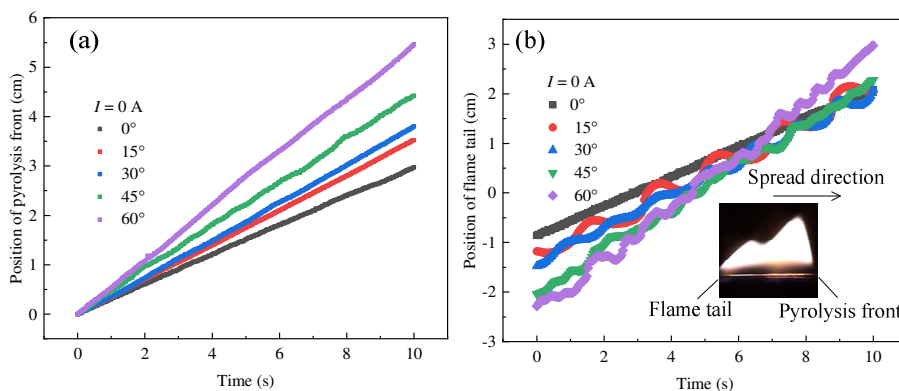 (a)
Position of pyrolysis front (cm)
6
5
4
3
2
1
0
I = 0 A
0°
15°
30°
45°
60°
0 2 4 6 8 10
Time (s)
(b)
Position of flame tail (cm)
3
2
1
0
-1
-2
-3
I = 0 A
0°
15°
30°
45°
60°
Spread direction
Flame tail
Pyrolysis front
0 2 4 6 8 10
Time (s)